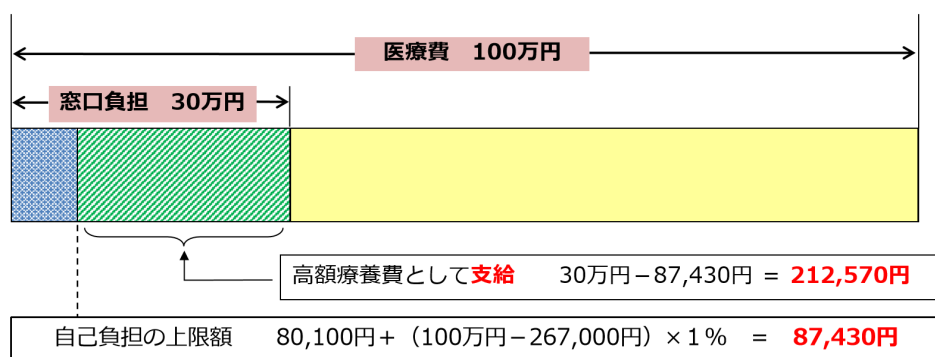 医療費　100万円
窓口負担　30万円
高額療養費として支給　　30万円－87,430円 ＝ 212,570円
自己負担の上限額　　80,100円＋（100万円－267,000円）×１％　＝　87,430円